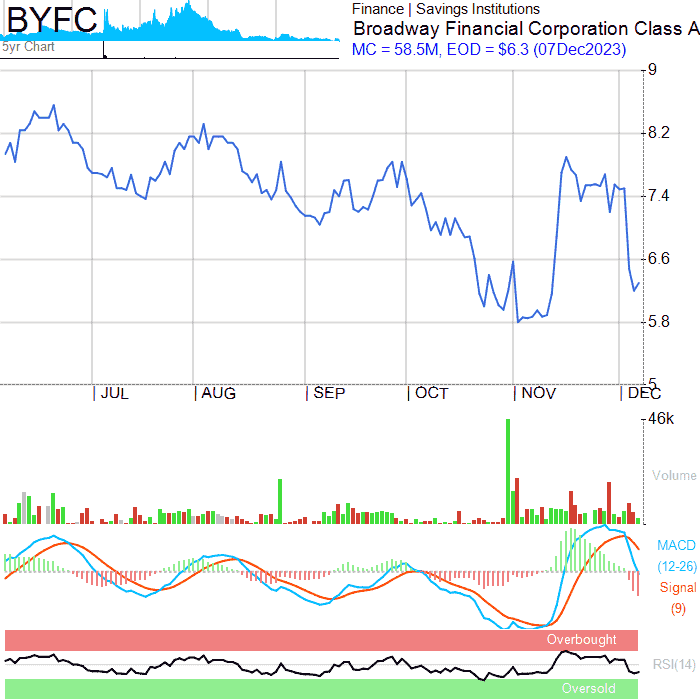 BYFC
5yr Chart
Finance | Savings Institutions
Broadway Financial Corporation Class A
MC = 58.5M, EOD = $6.3 (07Dec2023)
9
8.2
7.4
6.6
5.8
5
JUL
AUG
SEP
OCT
NOV
DEC
46k
Volume
MACD
(12-26)
Signal
(9)
Overbought
RSI(14)
Oversold